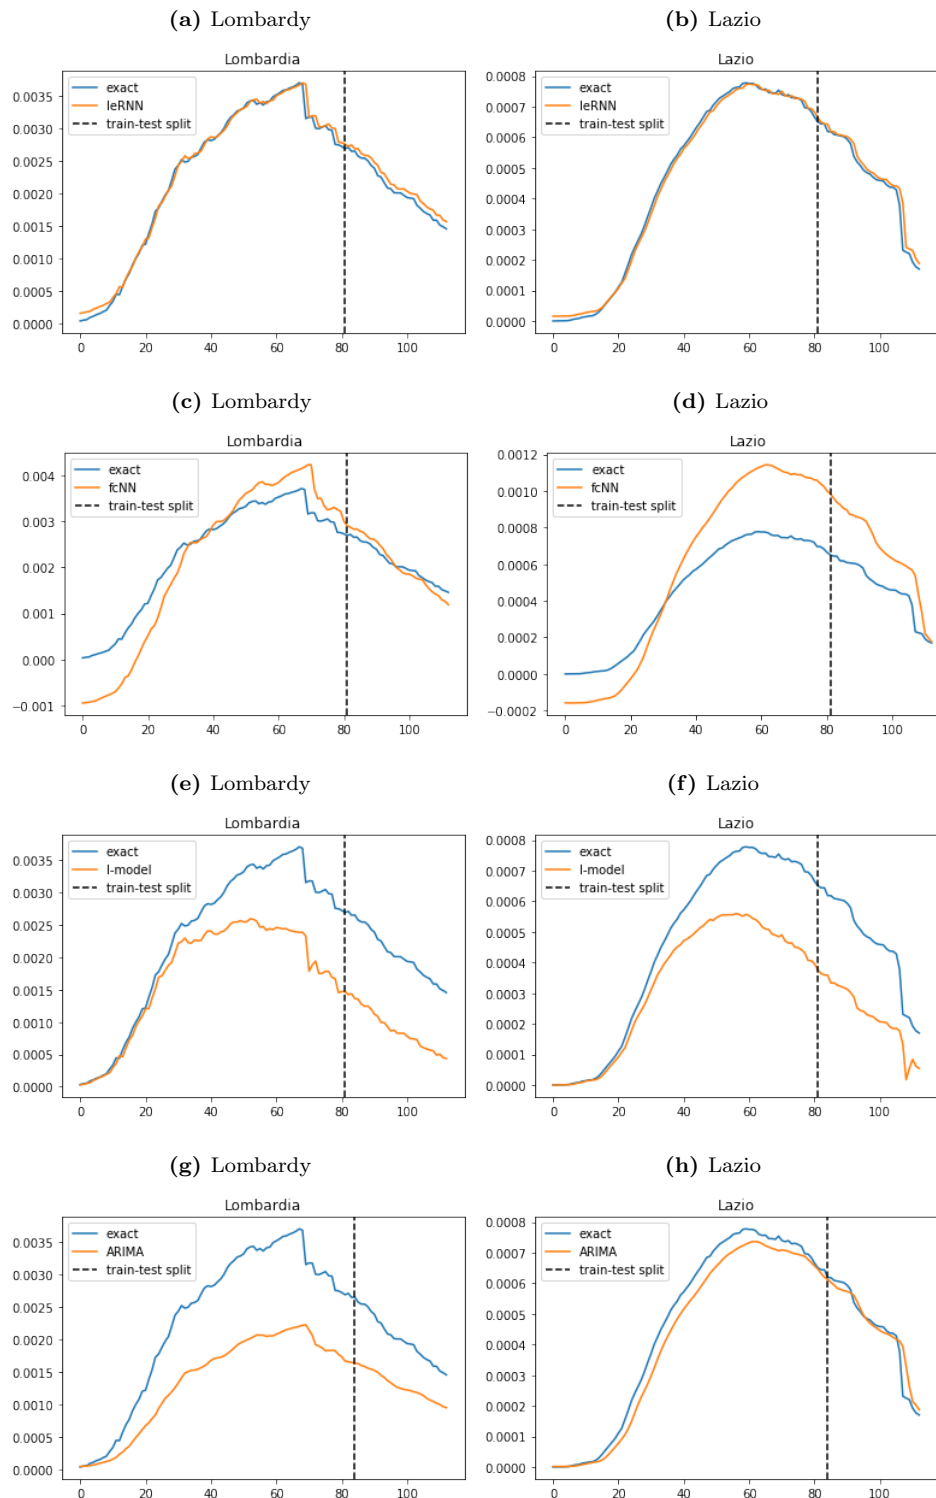 (a) Lombardy
(b) Lazio
Lombardia
exact
leRNN
train-test split
0.0035
0.0030
0.0025
0.0020
0.0015
0.0010
0.0005
0.0000
0 20 40 60 80 100
Lazio
exact
leRNN
train-test split
0.0008
0.0007
0.0006
0.0005
0.0004
0.0003
0.0002
0.0001
0.0000
0 20 40 60 80 100
(c) Lombardy
(d) Lazio
Lombardia
exact
fcNN
train-test split
0.004
0.003
0.002
0.001
0.000
−0.001
0 20 40 60 80 100
Lazio
exact
fcNN
train-test split
0.0012
0.0010
0.0008
0.0006
0.0004
0.0002
0.0000
−0.0002
0 20 40 60 80 100
(e) Lombardy
(f) Lazio
Lombardia
exact
l-model
train-test split
0.0035
0.0030
0.0025
0.0020
0.0015
0.0010
0.0005
0.0000
0 20 40 60 80 100
Lazio
exact
l-model
train-test split
0.0008
0.0007
0.0006
0.0005
0.0004
0.0003
0.0002
0.0001
0.0000
0 20 40 60 80 100
(g) Lombardy
(h) Lazio
Lombardia
exact
ARIMA
train-test split
0.0035
0.0030
0.0025
0.0020
0.0015
0.0010
0.0005
0.0000
0 20 40 60 80 100
Lazio
exact
ARIMA
train-test split
0.0008
0.0007
0.0006
0.0005
0.0004
0.0003
0.0002
0.0001
0.0000
0 20 40 60 80 100